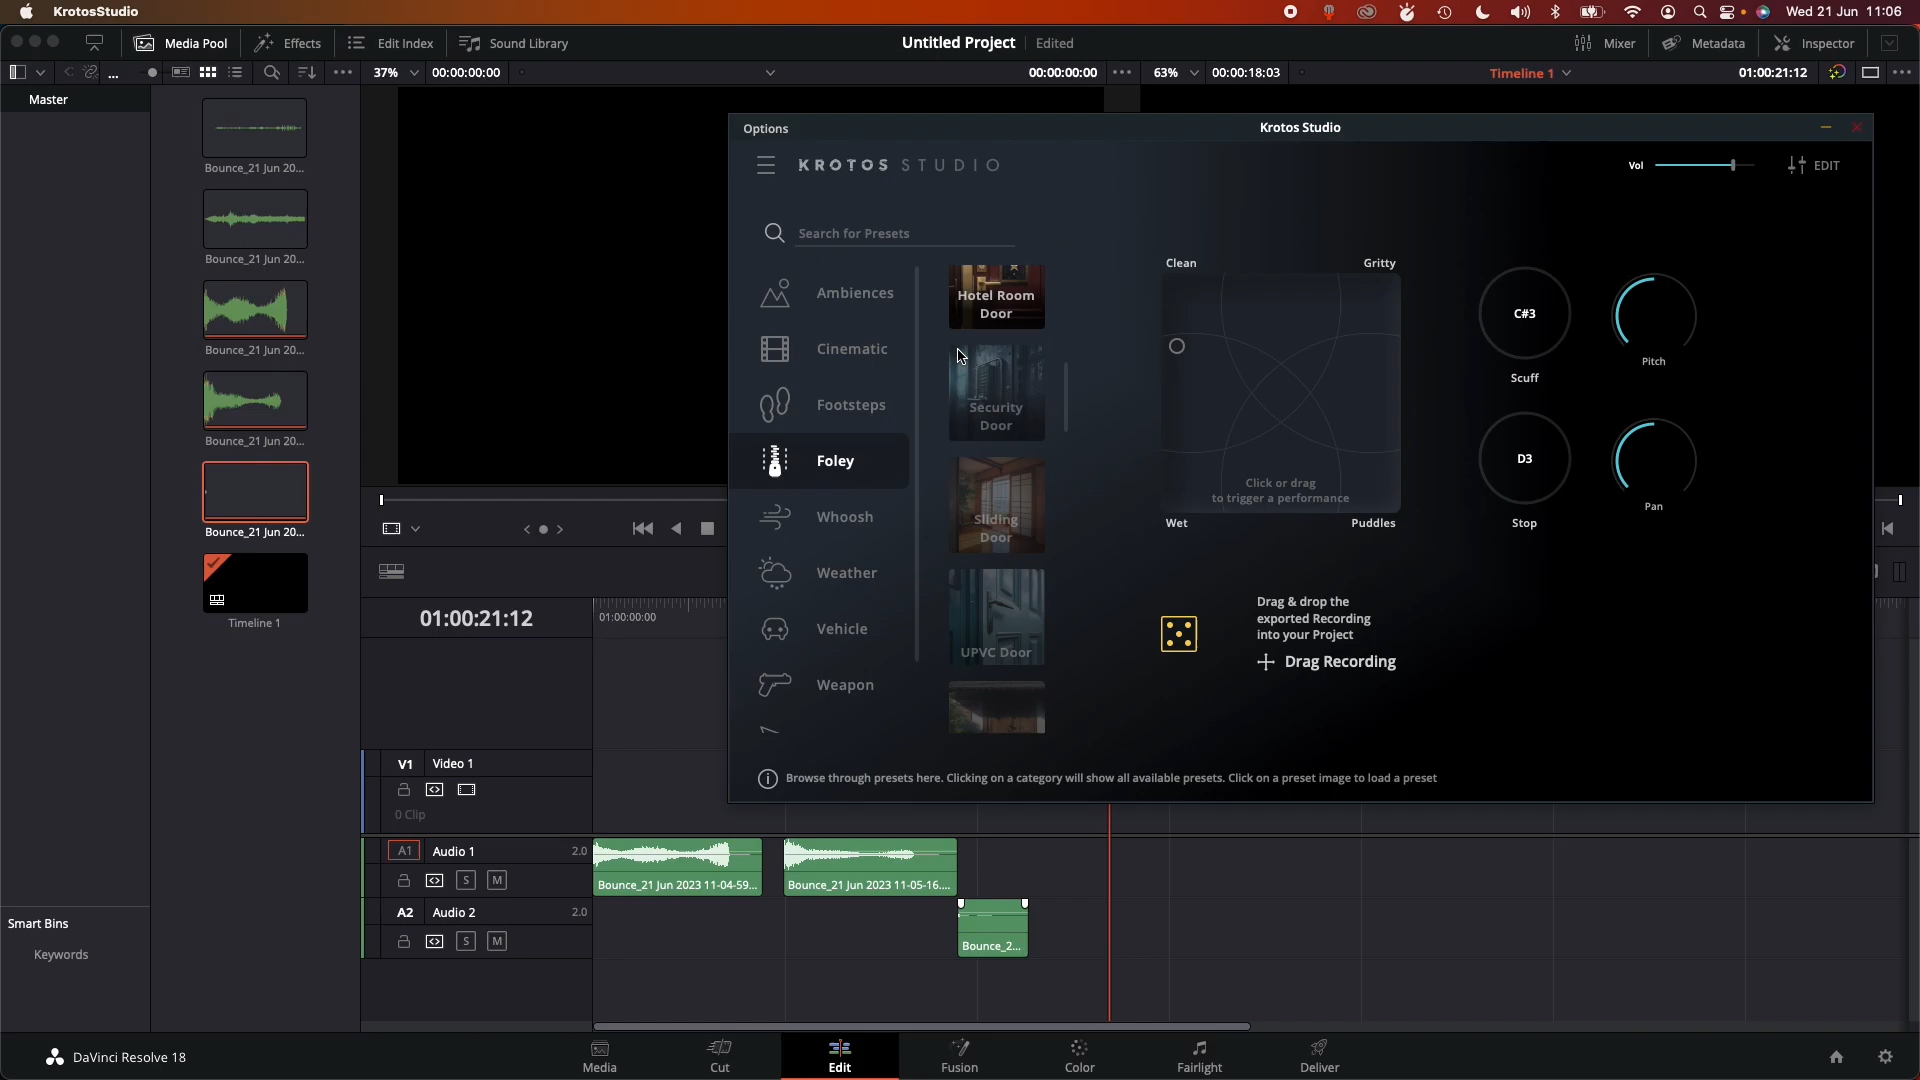 KrotosStudio
Wed 21 Jun 11:06
Media Pool
Effects
Edit Index
Sound Library
Untitled Project
Edited
Mixer
Metadata
Inspector
...
37%
00:00:00:00
00:00:00:00
63%
00:00:18:03
Timeline 1
01:00:21:12
Master
Options
Krotos Studio
KROTOS STUDIO
Vol
EDIT
Bounce_21 Jun 20...
Bounce_21 Jun 20...
Bounce_21 Jun 20...
Bounce_21 Jun 20...
Bounce_21 Jun 20...
Timeline 1
Search for Presets
Ambiences
Cinematic
Footsteps
Foley
Whoosh
Weather
Vehicle
Weapon
Hotel Room
Door
Security
Door
Sliding
Door
UPVC Door
Clean
Gritty
Click or drag
to trigger a performance
Wet
Puddles
C#3
Scuff
Pitch
D3
Stop
Pan
Drag & drop the
exported Recording
into your Project
Drag Recording
Browse through presets here. Clicking on a category will show all available presets. Click on a preset image to load a preset
01:00:21:12
01:00:00:00
V1 Video 1
0 Clip
A1 Audio 1 2.0
S M
A2 Audio 2 2.0
S M
Bounce_21 Jun 2023 11-04-59...
Bounce_21 Jun 2023 11-05-16....
Bounce_2...
Smart Bins
Keywords
DaVinci Resolve 18
Media
Cut
Edit
Fusion
Color
Fairlight
Deliver